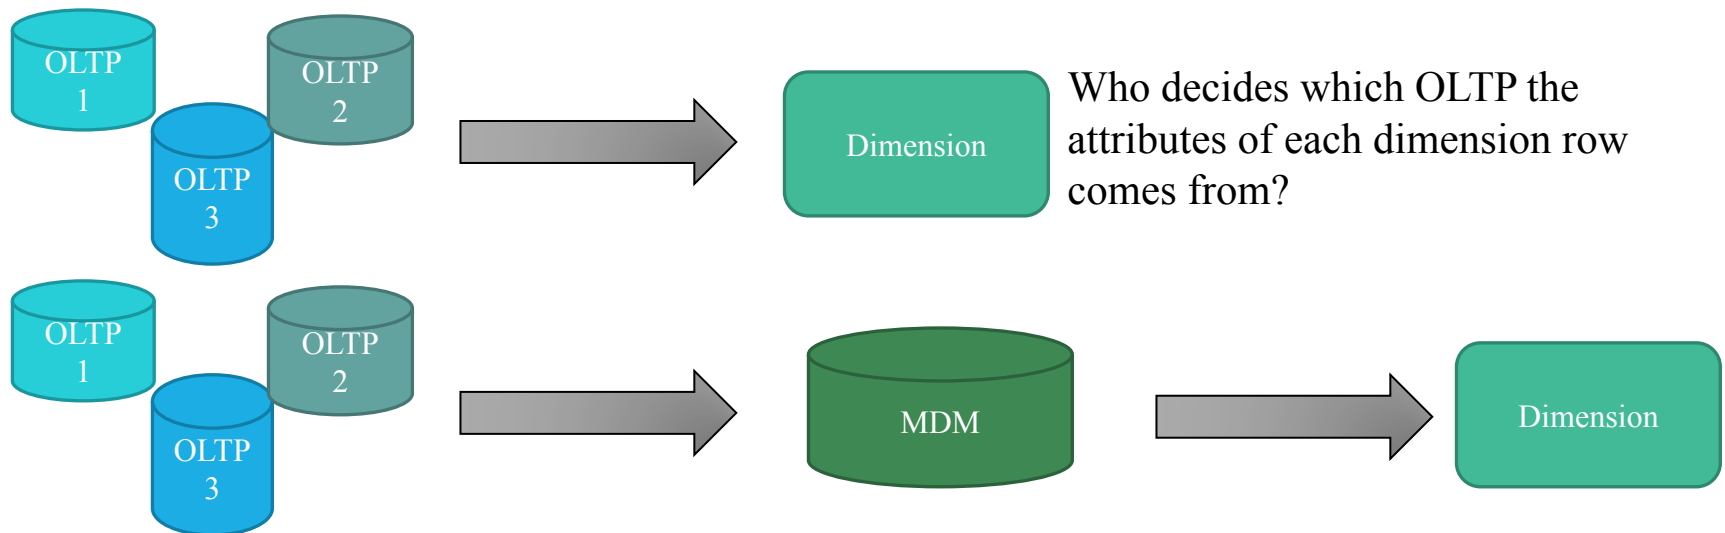 OLTP
1
OLTP
2
OLTP
3
Dimension
Who decides which OLTP the
attributes of each dimension row
comes from?
OLTP
1
OLTP
2
OLTP
3
MDM
Dimension